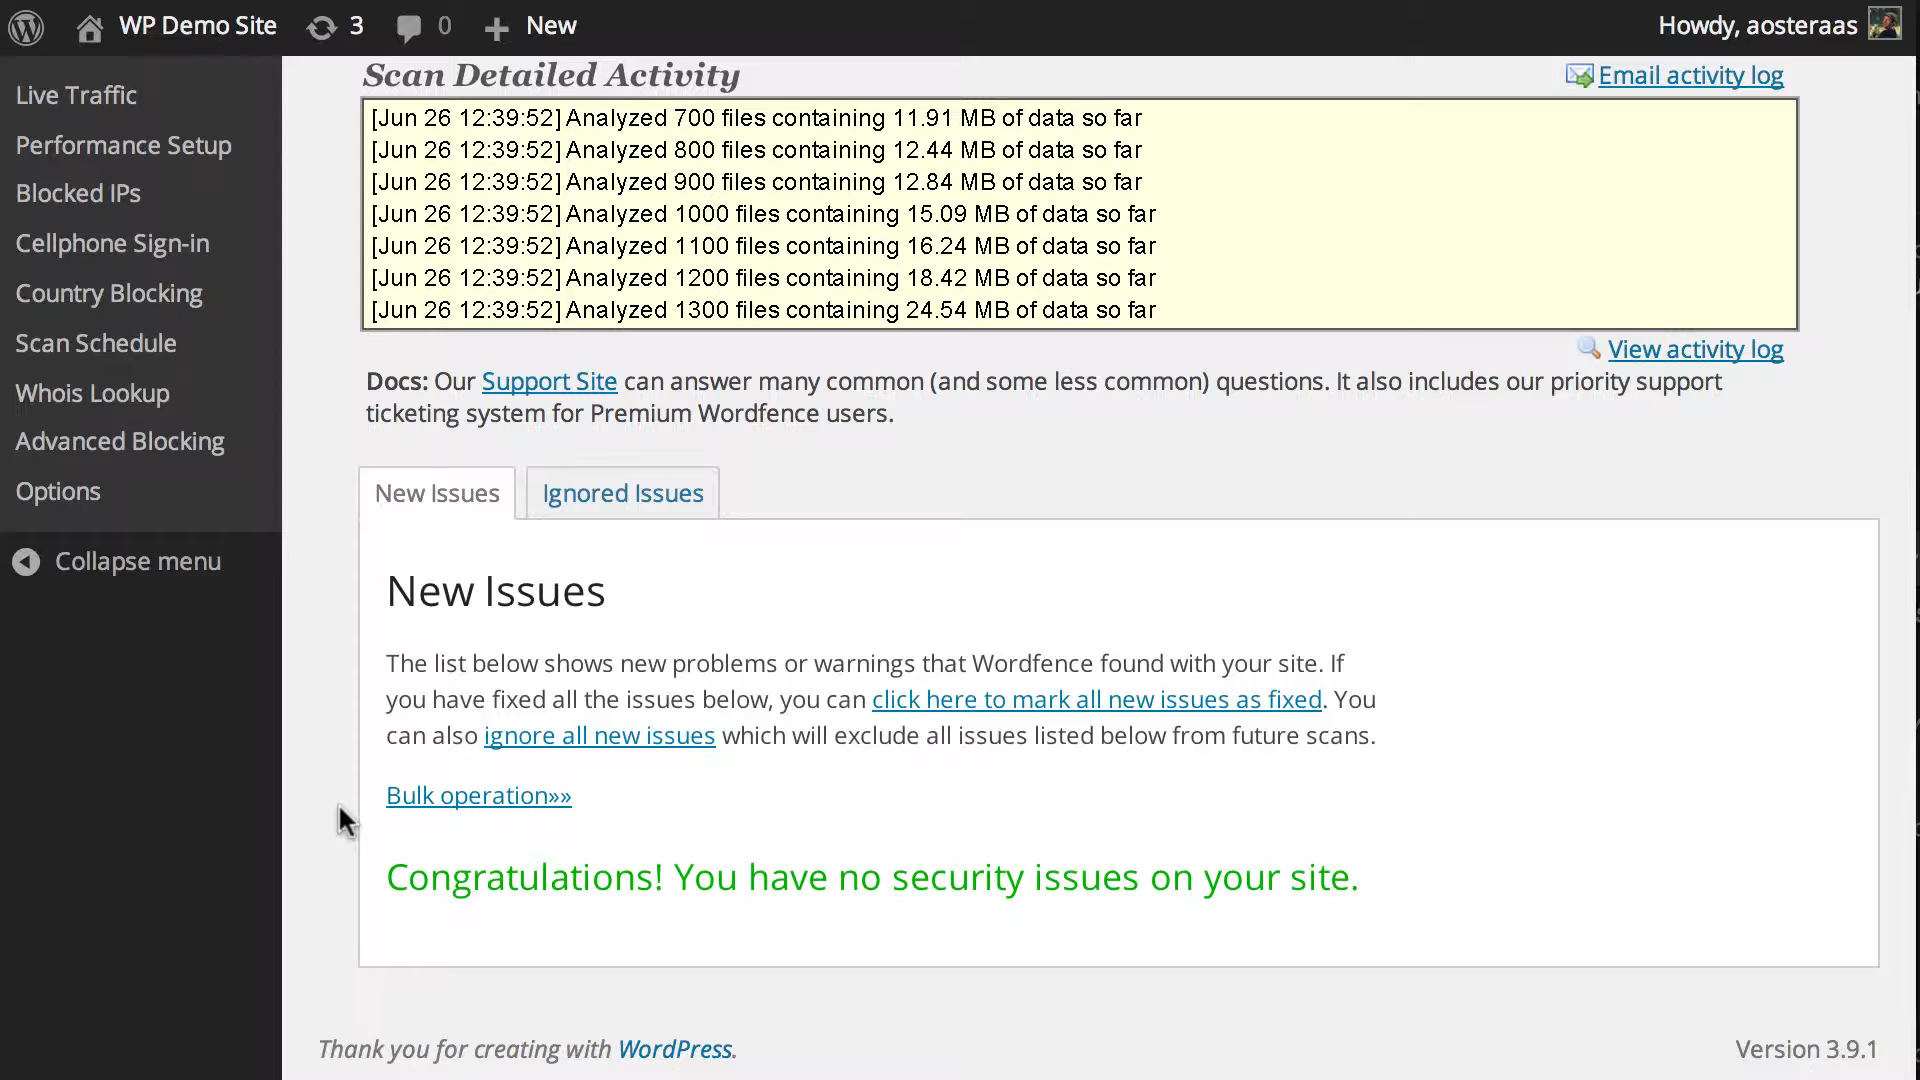 WP Demo Site 3 0 New Howdy, aosteraas
Live Traffic
Performance Setup
Blocked IPs
Cellphone Sign-in
Country Blocking
Scan Schedule
Whois Lookup
Advanced Blocking
Options
Collapse menu
Scan Detailed Activity
Email activity log
[Jun 26 12:39:52] Analyzed 700 files containing 11.91 MB of data so far
[Jun 26 12:39:52] Analyzed 800 files containing 12.44 MB of data so far
[Jun 26 12:39:52] Analyzed 900 files containing 12.84 MB of data so far
[Jun 26 12:39:52] Analyzed 1000 files containing 15.09 MB of data so far
[Jun 26 12:39:52] Analyzed 1100 files containing 16.24 MB of data so far
[Jun 26 12:39:52] Analyzed 1200 files containing 18.42 MB of data so far
[Jun 26 12:39:52] Analyzed 1300 files containing 24.54 MB of data so far
View activity log
Docs: Our Support Site can answer many common (and some less common) questions. It also includes our priority support
ticketing system for Premium Wordfence users.
New Issues
Ignored Issues
New Issues
The list below shows new problems or warnings that Wordfence found with your site. If
you have fixed all the issues below, you can click here to mark all new issues as fixed. You
can also ignore all new issues which will exclude all issues listed below from future scans.
Bulk operation»»
Congratulations! You have no security issues on your site.
Thank you for creating with WordPress.
Version 3.9.1